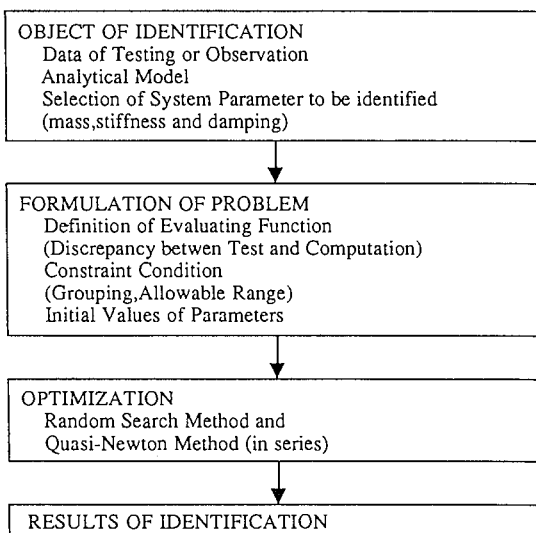 OBJECT OF IDENTIFICATION
Data of Testing or Observation
Analytical Model
Selection of System Parameter to be identified
(mass,stiffness and damping)
FORMULATION OF PROBLEM
Definition of Evaluating Function
(Discrepancy betwen Test and Computation)
Constraint Condition
(Grouping,Allowable Range)
Initial Values of Parameters
OPTIMIZATION
Random Search Method and
Quasi-Newton Method (in series)
RESULTS OF IDENTIFICATION